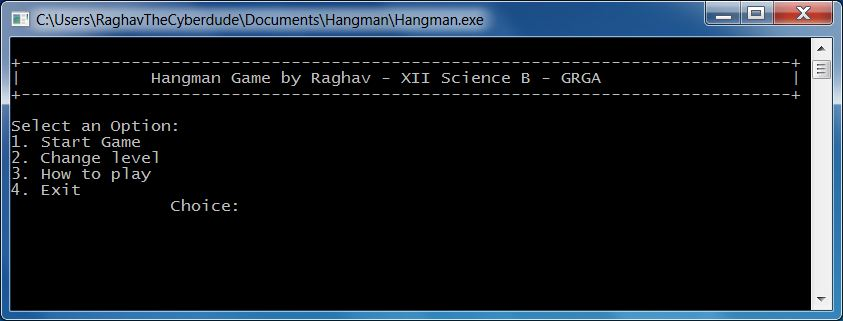 C:\Users\RaghavTheCyberdude\Documents\Hangman\Hangman.exe
Hangman Game by Raghav - XII Science B - GRGA
Select an Option:
1. Start Game
2. Change level
3. How to play
4. Exit
Choice: